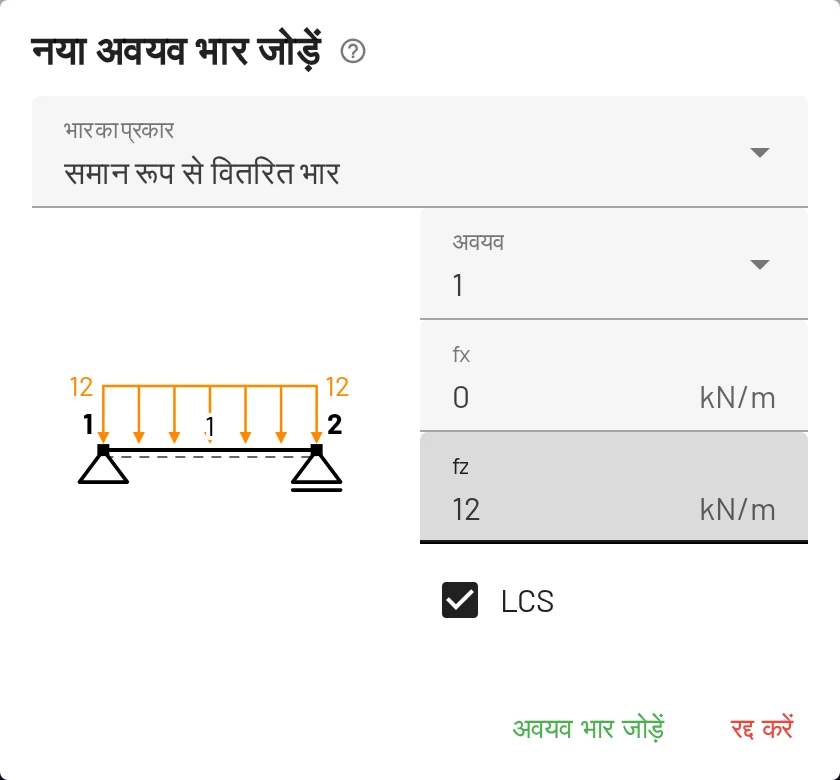 नया अवयव भार जोड़ें ?
भार का प्रकार
समान रूप से वितरित भार
अवयव
1
fx
0 kN/m
12 12
1 1 2
fz
12 kN/m
LCS
अवयव भार जोड़ें रद्द करें